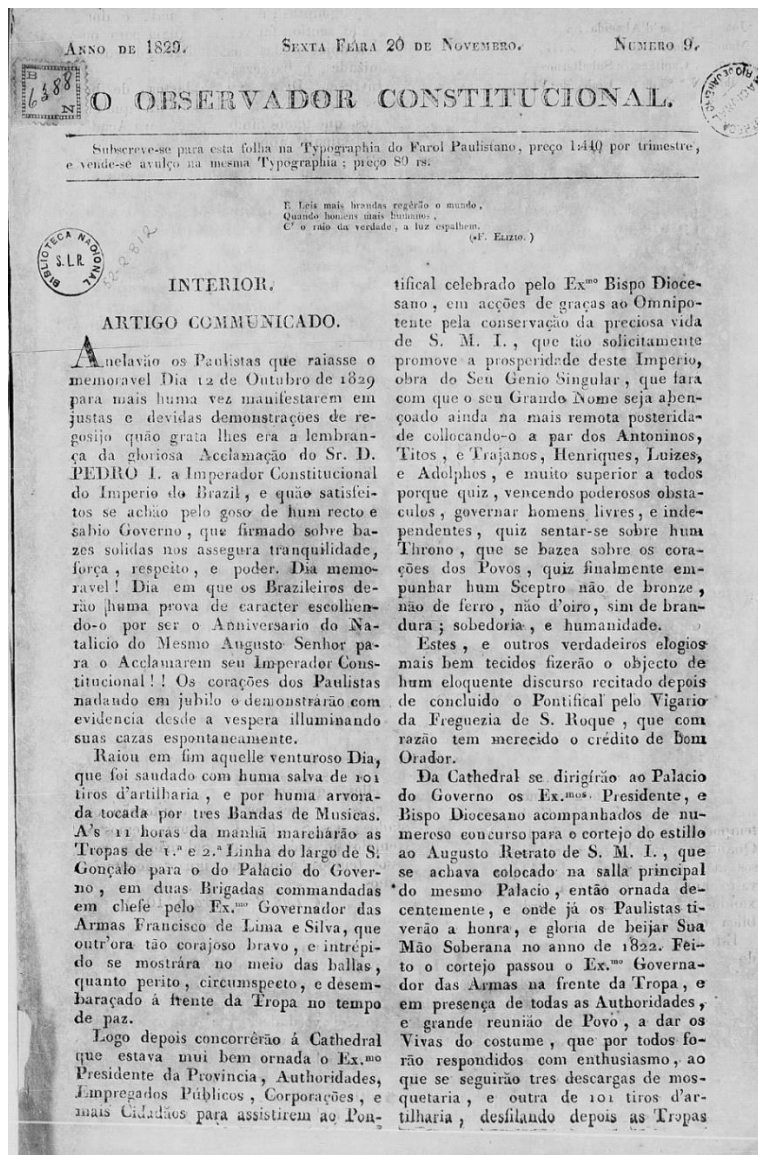 ANNO DE 1829.
SEXTA FEIRA 20 DE NOVEMBRO.
NUMERO 9.
B
6388
N
O OBSERVADOR CONSTITUCIONAL.
Subscreve-se para esta folha na Typographia do Farol Paulistano, preço 1:440 por trimestre,
e vende-se avulço na mesma Typographia; preço 80 rs.
E Leis mais brandas regêrão o mundo,
Quando homens mais humanos,
C' o raio da verdade, a luz espalhem.
(F. ELIZIO.)
BIBLIOTECA NACIONAL
S.L.R.
INTERIOR.
ARTIGO COMMUNICADO.
Anelavão os Paulistas que raiasse o
memoravel Dia 12 de Outubro de 1829
para mais huma vez manifestarem em
justas e devidas demonstrações de re-
gosijo quão grata lhes era a lembran-
ça da gloriosa Acclamação do Sr. D.
PEDRO I. a Imperador Constitucional
do Imperio do Brazil, e quão satisfei-
tos se achão pelo goso de hum recto e
sabio Governo, que firmado sobre ba-
zes solidas nos assegura tranquilidade,
força, respeito, e poder. Dia memo-
ravel! Dia em que os Brazileiros de-
rão huma prova de caracter escolhen-
do-o por ser o Anniversario do Na-
talicio do Mesmo Augusto Senhor pa-
ra o Acclamarem seu Imperador Cons-
titucional!! Os corações dos Paulistas
nadando em jubilo o demonstrárão com
evidencia desde a vespera illuminando
suas cazas espontaneamente.
Raiou em fim aquelle venturoso Dia,
que foi saudado com huma salva de 101
tiros d'artilharia, e por huma arvora-
da tocada por tres Bandas de Musicas.
A's 11 horas da manhã marchárão as
Tropas de 1.ª e 2.ª Linha do largo de S.
Gonçalo para o do Palacio do Gover-
no, em duas Brigadas commandadas
em chefe pelo Ex.mo Governador das
Armas Francisco de Lima e Silva, que
outr'ora tão corajoso bravo, e intrépi-
do se mostrára no meio das ballas,
quanto perito, circumspecto, e desem-
baraçado á frente da Tropa no tempo
de paz.
Logo depois concorrêrão á Cathedral
que estava mui bem ornada o Ex.mo
Presidente da Provincia, Authoridades,
Empregados Públicos, Corporações, e
mais Cidadãos para assistirem ao Pon-
tifical celebrado pelo Exmo Bispo Dioce-
sano, em acções de graças ao Omnipo-
tente pela conservação da preciosa vida
de S. M. I., que tão solicitamente
promove a prosperidade deste Imperio,
obra do Seu Genio Singular, que fara
com que o seu Grande Nome seja aben-
çoado ainda na mais remota posterida-
de collocando-o a par dos Antoninos,
Titos, e Trajanos, Henriques, Luizes,
e Adolphos, e muito superior a todos
porque quiz, vencendo poderosos obsta-
culos, governar homens livres, e inde-
pendentes, quiz sentar-se sobre hum
Throno, que se bazea sobre os cora-
ções dos Povos, quiz finalmente em-
punhar hum Sceptro não de bronze,
não de ferro, não d'oiro, sim de bran-
dura; sobedoria, e humanidade.
Estes, e outros verdadeiros elogios
mais bem tecidos fizerão o objecto de
hum eloquente discurso recitado depois
de concluido o Pontifical pelo Vigario
da Freguezia de S. Roque, que com
razão tem merecido o crédito de bom
Orador.
Da Cathedral se dirigírão ao Palacio
do Governo os Ex.mos. Presidente, e
Bispo Diocesano acompanhados de nu-
meroso concurso para o cortejo do estillo
ao Augusto Retrato de S. M. I., que
se achava colocado na salla principal
do mesmo Palacio, então ornada de-
centemente, e onde já os Paulistas ti-
verão a honra, e gloria de beijar Sua
Mão Soberana no anno de 1822. Fei-
to o cortejo passou o Ex.mo Governa-
dor das Armas na frente da Tropa, e
em presença de todas as Authoridades,
e grande reunião de Povo, a dar os
Vivas do costume, que por todos fo-
rão respondidos com enthusiasmo, ao
que se seguirão tres descargas de mos-
quetaria, e outra de 101 tiros d'ar-
tilharia, desfilando depois as Tropas